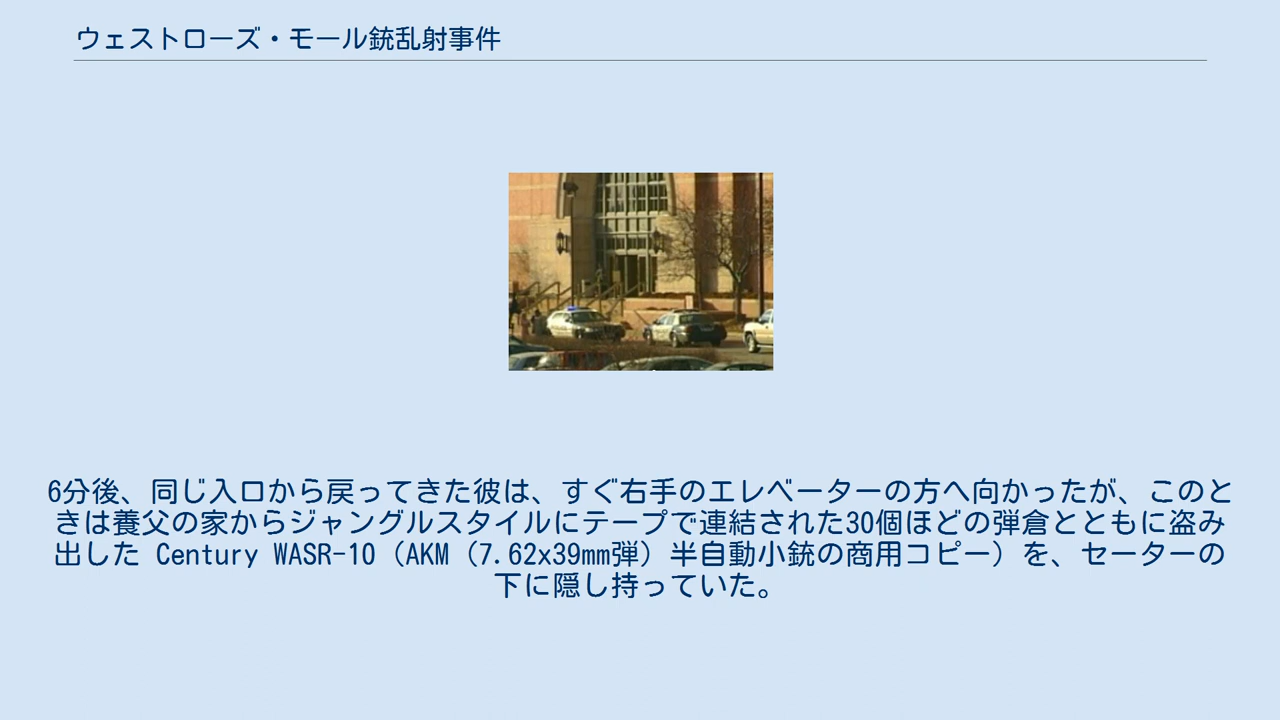 ウェストローズ・モール銃乱射事件
6分後、同じ入口から戻ってきた彼は、すぐ右手のエレベーターの方へ向かったが、このと
きは養父の家からジャングルスタイルにテープで連結された30個ほどの弾倉とともに盗み
出した Century WASR-10（AKM（7.62x39mm弾）半自動小銃の商用コピー）を、セーターの
下に隠し持っていた。